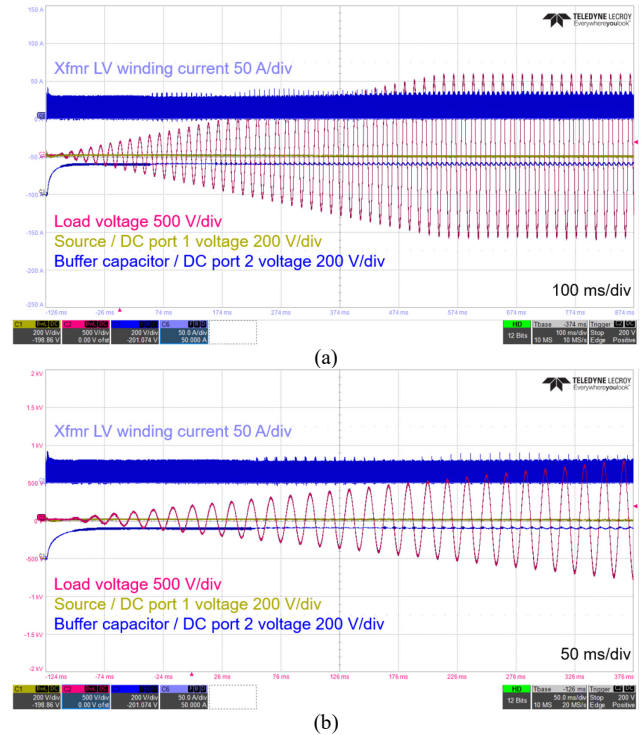 150 A
TELEDYNE LECROY
Everywhereyoulook™
100 A
Xfmr LV winding current 50 A/div
50 A
0 A
-50 A
-100 A
Load voltage 500 V/div
-150 A
Source / DC port 1 voltage 200 V/div
-200 A
Buffer capacitor / DC port 2 voltage 200 V/div
100 ms/div
-250 A
-126 ms -26 ms 74 ms 174 ms 274 ms 374 ms 474 ms 574 ms 674 ms 774 ms 874 ms
HD Tbase -374 ms Trigger
200 V/div 500 V/div 200 V/div 50.0 A/div 12 Bits 100 ms/div Stop 200 V
-198.86 V 0.00 V ofst -201.074 V 50.000 A 10 MS 10 MS/s Edge Positive
(a)
2 kV
TELEDYNE LECROY
Everywhereyoulook™
1.5 kV
Xfmr LV winding current 50 A/div
1 kV
500 V
0 V
-500 V
Load voltage 500 V/div
-1 kV
Source / DC port 1 voltage 200 V/div
-1.5 kV
Buffer capacitor / DC port 2 voltage 200 V/div
50 ms/div
-2 kV
-124 ms -74 ms -24 ms 26 ms 76 ms 126 ms 176 ms 226 ms 276 ms 326 ms 376 ms
HD Tbase -126 ms Trigger
200 V/div 500 V/div 200 V/div 50.0 A/div 12 Bits 50.0 ms/div Stop 200 V
-198.86 V 0.00 V ofst -201.074 V 50.000 A 10 MS 20 MS/s Edge Positive
(b)